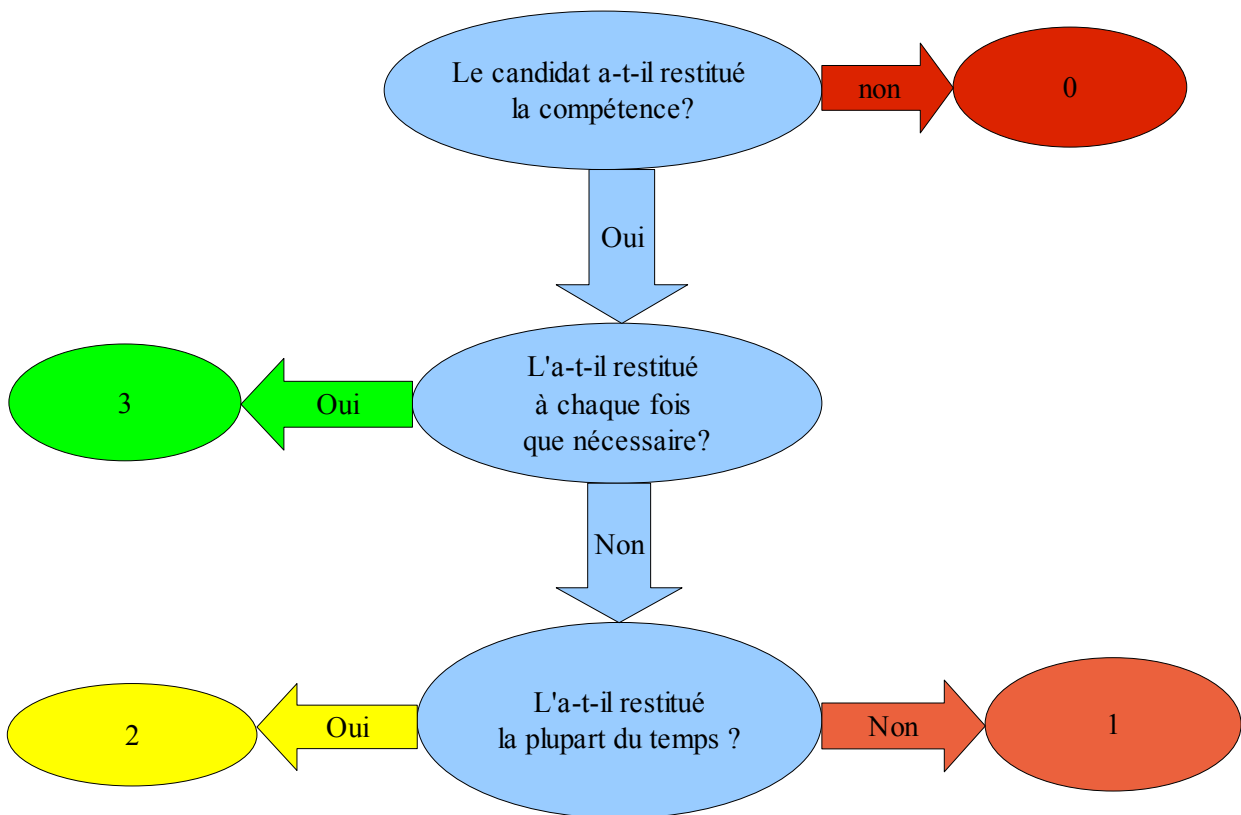 Le candidat a-t-il restitué
la compétence?
non
0
Oui
L'a-t-il restitué
à chaque fois
que nécessaire?
Oui
3
Non
L'a-t-il restitué
la plupart du temps ?
Oui
2
Non
1